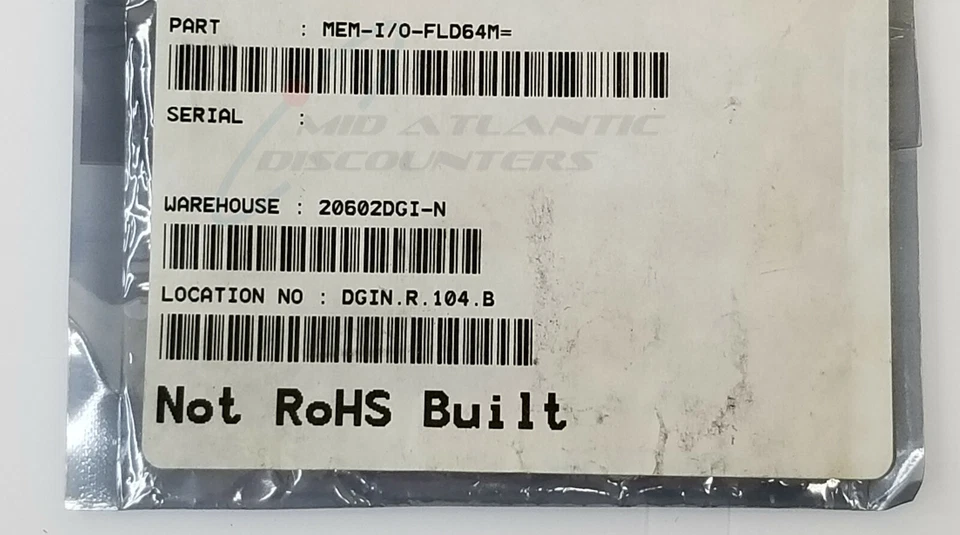 PART : MEM-I/O-FLD64M=
SERIAL :
MID ATLANTIC
DISCOUNTERS
WAREHOUSE : 20602DGI-N
LOCATION NO : DGIN.R.104.B
Not RoHS Built